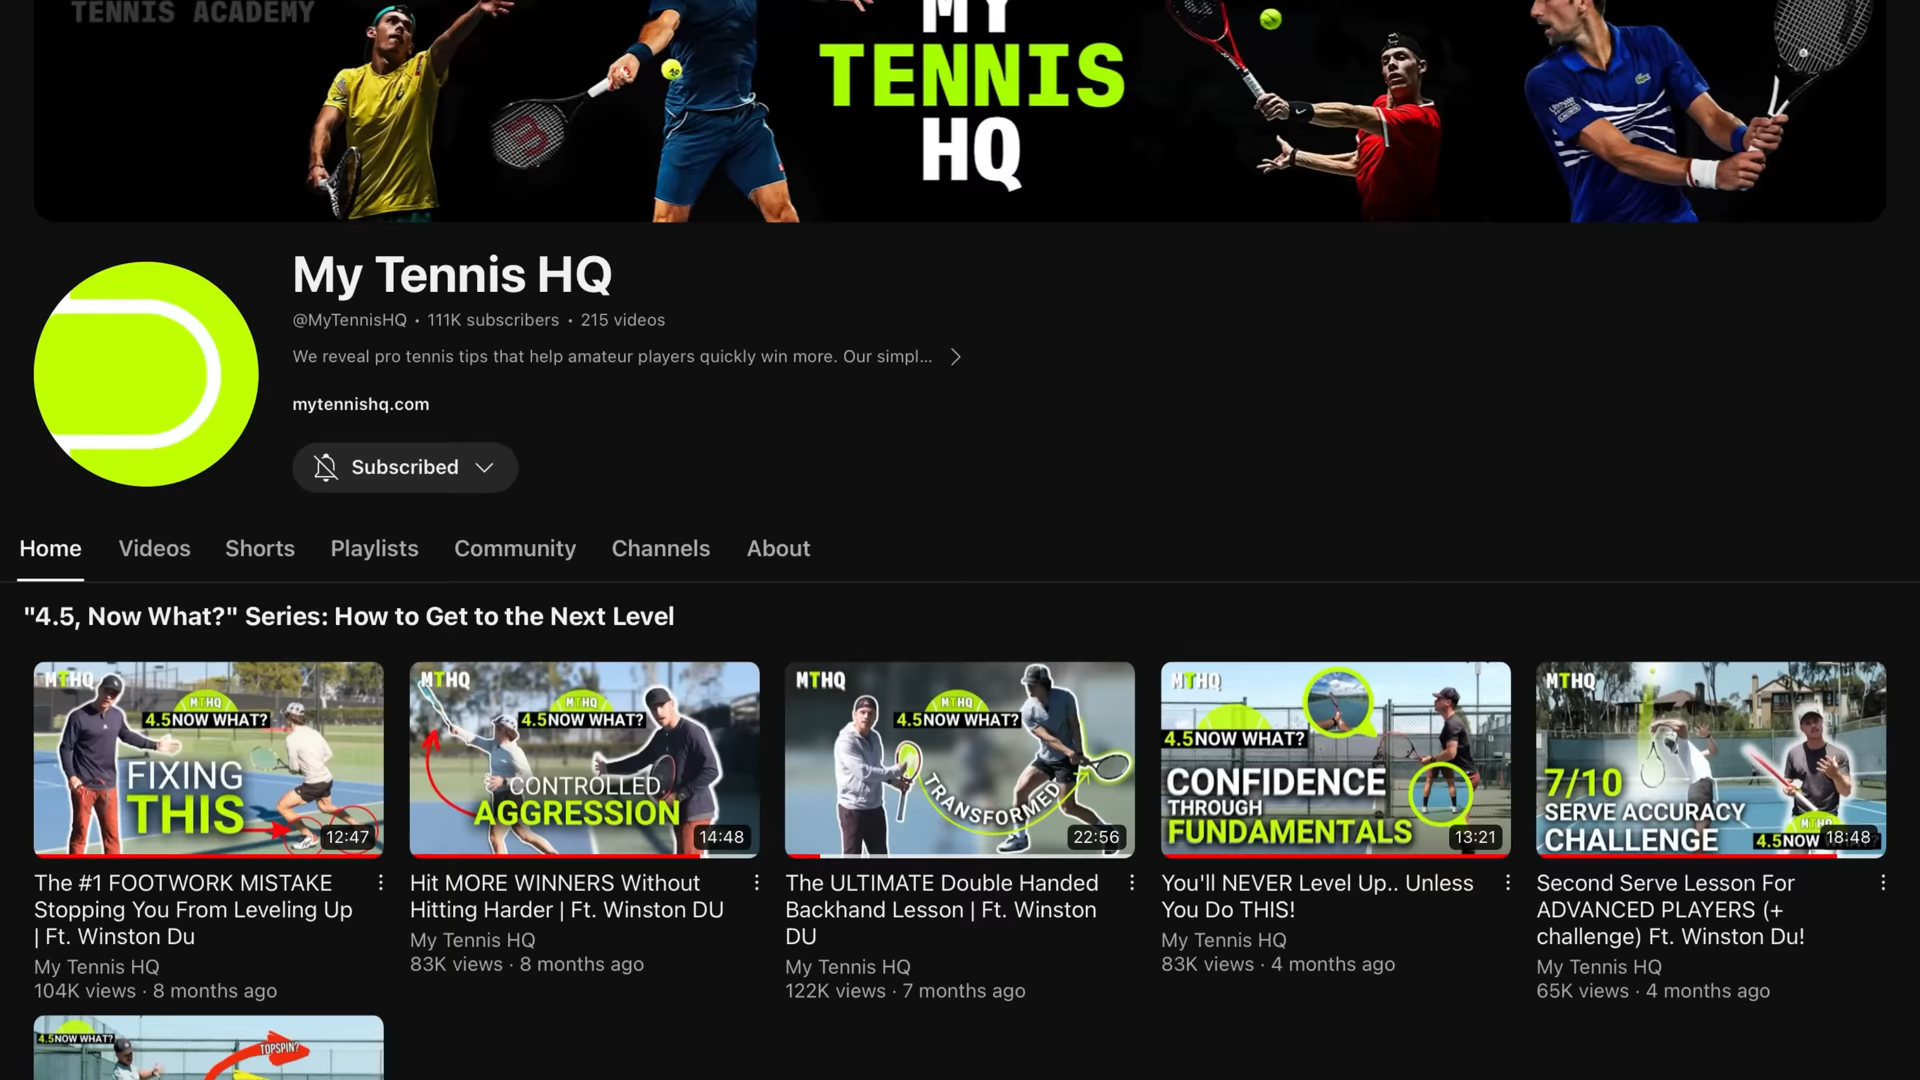 TENNIS ACADEMY
MY
TENNIS
HQ
My Tennis HQ
@MyTennisHQ • 111K subscribers • 215 videos
We reveal pro tennis tips that help amateur players quickly win more. Our simpl...
mytennishq.com
Subscribed
Home
Videos
Shorts
Playlists
Community
Channels
About
"4.5, Now What?" Series: How to Get to the Next Level
MTHQ
MTHQ
4.5NOW WHAT?
FIXING
THIS
12:47
The #1 FOOTWORK MISTAKE
Stopping You From Leveling Up
| Ft. Winston Du
My Tennis HQ
104K views · 8 months ago
MTHQ
MTHQ
4.5NOW WHAT?
CONTROLLED
AGGRESSION
14:48
Hit MORE WINNERS Without
Hitting Harder | Ft. Winston DU
My Tennis HQ
83K views · 8 months ago
MTHQ
MTHQ
4.5NOW WHAT?
TRANSFORMED
22:56
The ULTIMATE Double Handed
Backhand Lesson | Ft. Winston
DU
My Tennis HQ
122K views · 7 months ago
MTHQ
4.5NOW WHAT?
CONFIDENCE
THROUGH
FUNDAMENTALS
13:21
You'll NEVER Level Up.. Unless
You Do THIS!
My Tennis HQ
83K views · 4 months ago
MTHQ
7/10
SERVE ACCURACY
CHALLENGE
MTHQ
4.5NOW
18:48
Second Serve Lesson For
ADVANCED PLAYERS (+
challenge) Ft. Winston Du!
My Tennis HQ
65K views · 4 months ago
4.5NOW WHAT?
TOPSPIN?